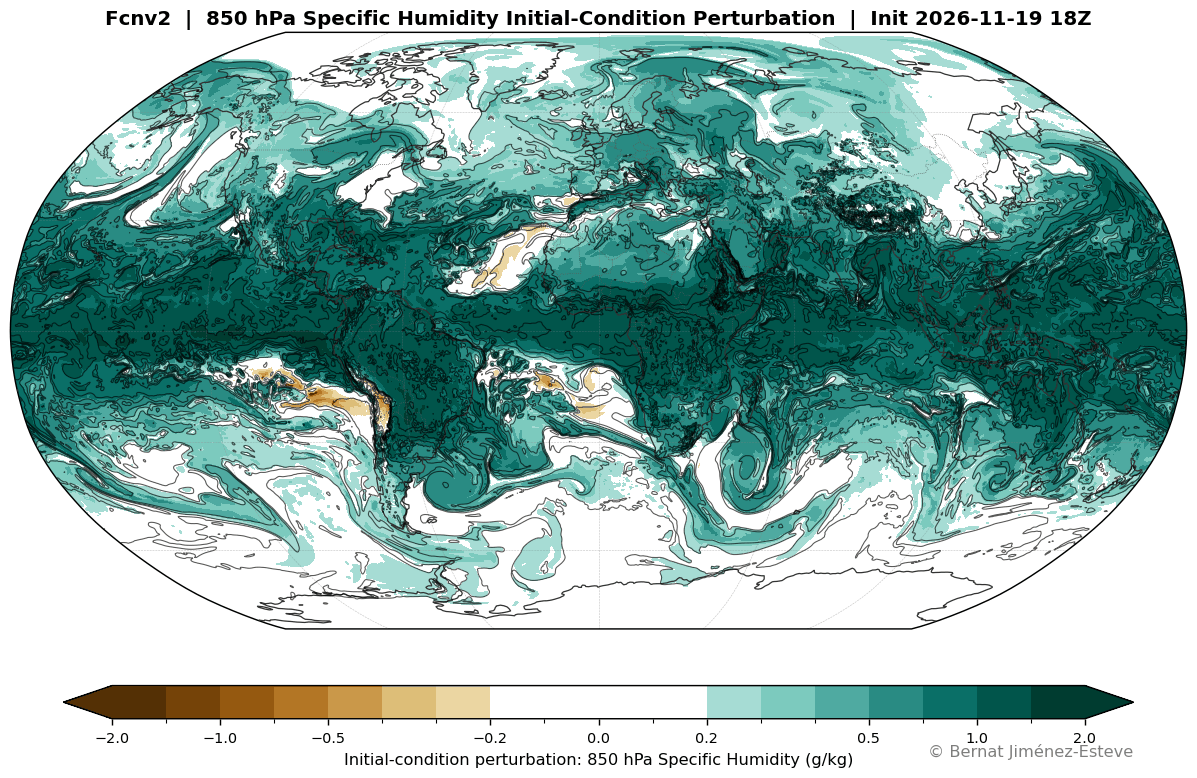 Fcnv2 | 850 hPa Specific Humidity Initial-Condition Perturbation | Init 2026-11-19 18Z
−2.0 −1.0 −0.5 −0.2 0.0 0.2 0.5 1.0 2.0
Initial-condition perturbation: 850 hPa Specific Humidity (g/kg)
© Bernat Jiménez-Esteve